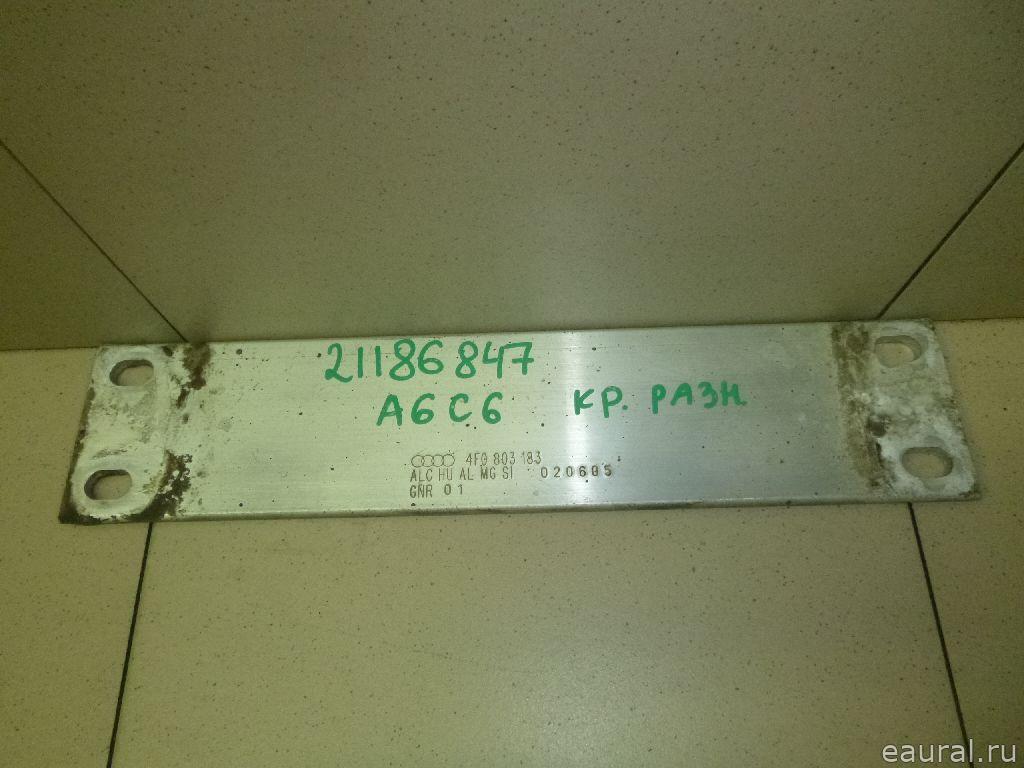 21186847
A6C6 КР. РАЗН.
4F0 803 183
ALC HU AL MG SI 020605
GNR 01
eaural.ru